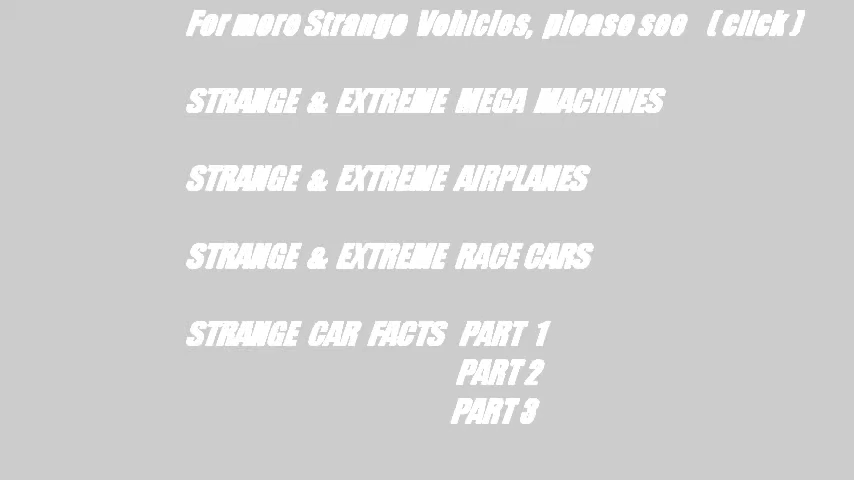 For more Strange Vehicles, please see ( click )
STRANGE & EXTREME MEGA MACHINES
STRANGE & EXTREME AIRPLANES
STRANGE & EXTREME RACE CARS
STRANGE CAR FACTS PART 1
PART 2
PART 3